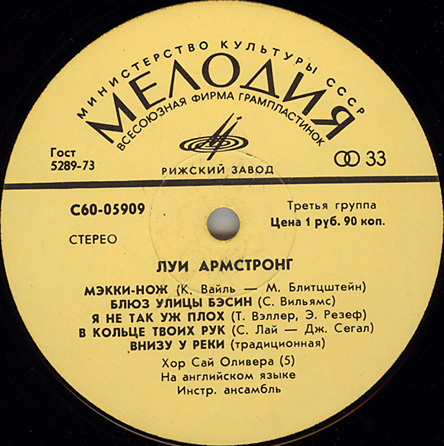 МИНИСТЕРСТВО КУЛЬТУРЫ СССР
МЕЛОДИЯ
ВСЕСОЮЗНАЯ ФИРМА ГРАМПЛАСТИНОК
Гост
5289-73
33
РИЖСКИЙ ЗАВОД
С60-05909
Третья группа
Цена 1 руб. 90 коп.
СТЕРЕО
ЛУИ АРМСТРОНГ
МЭККИ-НОЖ (К. Вайль — М. Блитцштейн)
БЛЮЗ УЛИЦЫ БЭСИН (С. Вильямс)
Я НЕ ТАК УЖ ПЛОХ (Т. Вэллер, Э. Резеф)
В КОЛЬЦЕ ТВОИХ РУК (С. Лай — Дж. Сегал)
ВНИЗУ У РЕКИ (традиционная)
Хор Сай Оливера (5)
На английском языке
Инстр. ансамбль